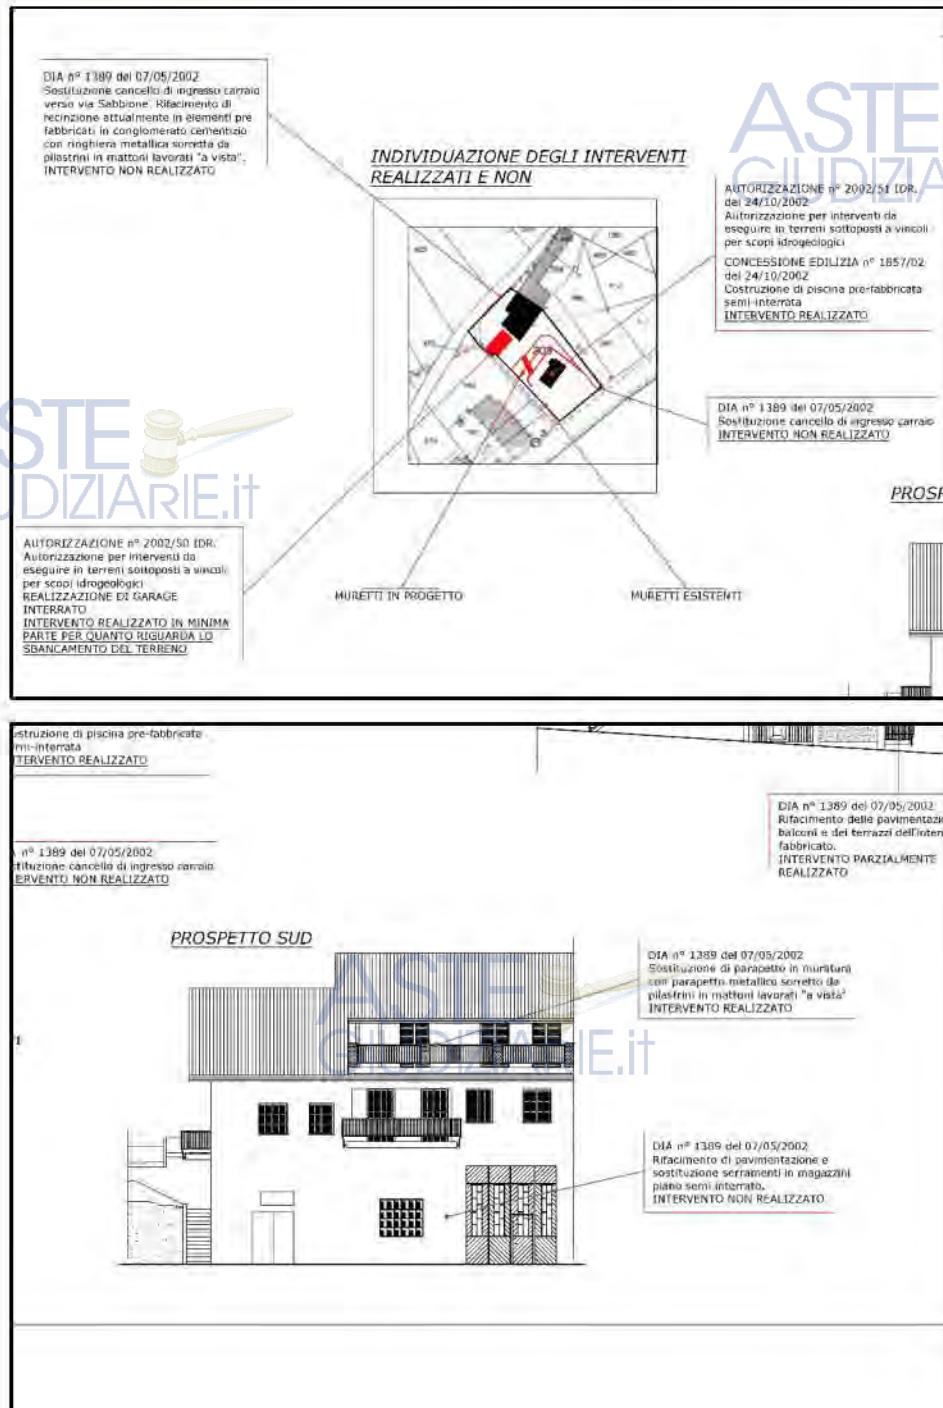 DIA n° 1389 del 07/05/2002
Sostituzione cancello di ingresso carraio
verso via Sabbione. Rifacimento di
recinzione attualmente in elementi pre
fabbricati in conglomerato cementizio
con ringhiera metallica sorretta da
pilastrini in mattoni lavorati "a vista".
INTERVENTO NON REALIZZATO
INDIVIDUAZIONE DEGLI INTERVENTI
REALIZZATI E NON
ASTE
GIUDIZIA
AUTORIZZAZIONE n° 2002/51 IDR.
del 24/10/2002
Autorizzazione per interventi da
eseguire in terreni sottoposti a vincoli
per scopi idrogeologici
CONCESSIONE EDILIZIA n° 1857/02
del 24/10/2002
Costruzione di piscina pre-fabbricata
semi-interrata
INTERVENTO REALIZZATO
DIA n° 1389 del 07/05/2002
Sostituzione cancello di ingresso carraio
INTERVENTO NON REALIZZATO
STE
DIZIARIE.it
PROSP
AUTORIZZAZIONE n° 2002/50 IDR.
Autorizzazione per interventi da
eseguire in terreni sottoposti a vincoli
per scopi idrogeologici
REALIZZAZIONE DI GARAGE
INTERRATO
INTERVENTO REALIZZATO IN MINIMA
PARTE PER QUANTO RIGUARDA LO
SBANCAMENTO DEL TERRENO
MURETTI IN PROGETTO
MURETTI ESISTENTI
struzione di piscina pre-fabbricata
mi-interrata
TERVENTO REALIZZATO
n° 1389 del 07/05/2002
tituzione cancello di ingresso carraio
ERVENTO NON REALIZZATO
DIA n° 1389 del 07/05/2002
Rifacimento delle pavimentazi
balconi e dei terrazzi dell'inter
fabbricato.
INTERVENTO PARZIALMENTE
REALIZZATO
PROSPETTO SUD
DIA n° 1389 del 07/05/2002
Sostituzione di parapetto in muratura
con parapetto metallico sorretto da
pilastrini in mattoni lavorati "a vista"
INTERVENTO REALIZZATO
ASTE
GIUDIZIARIE.it
DIA n° 1389 del 07/05/2002
Rifacimento di pavimentazione e
sostituzione serramenti in magazzini
piano semi interrato.
INTERVENTO NON REALIZZATO